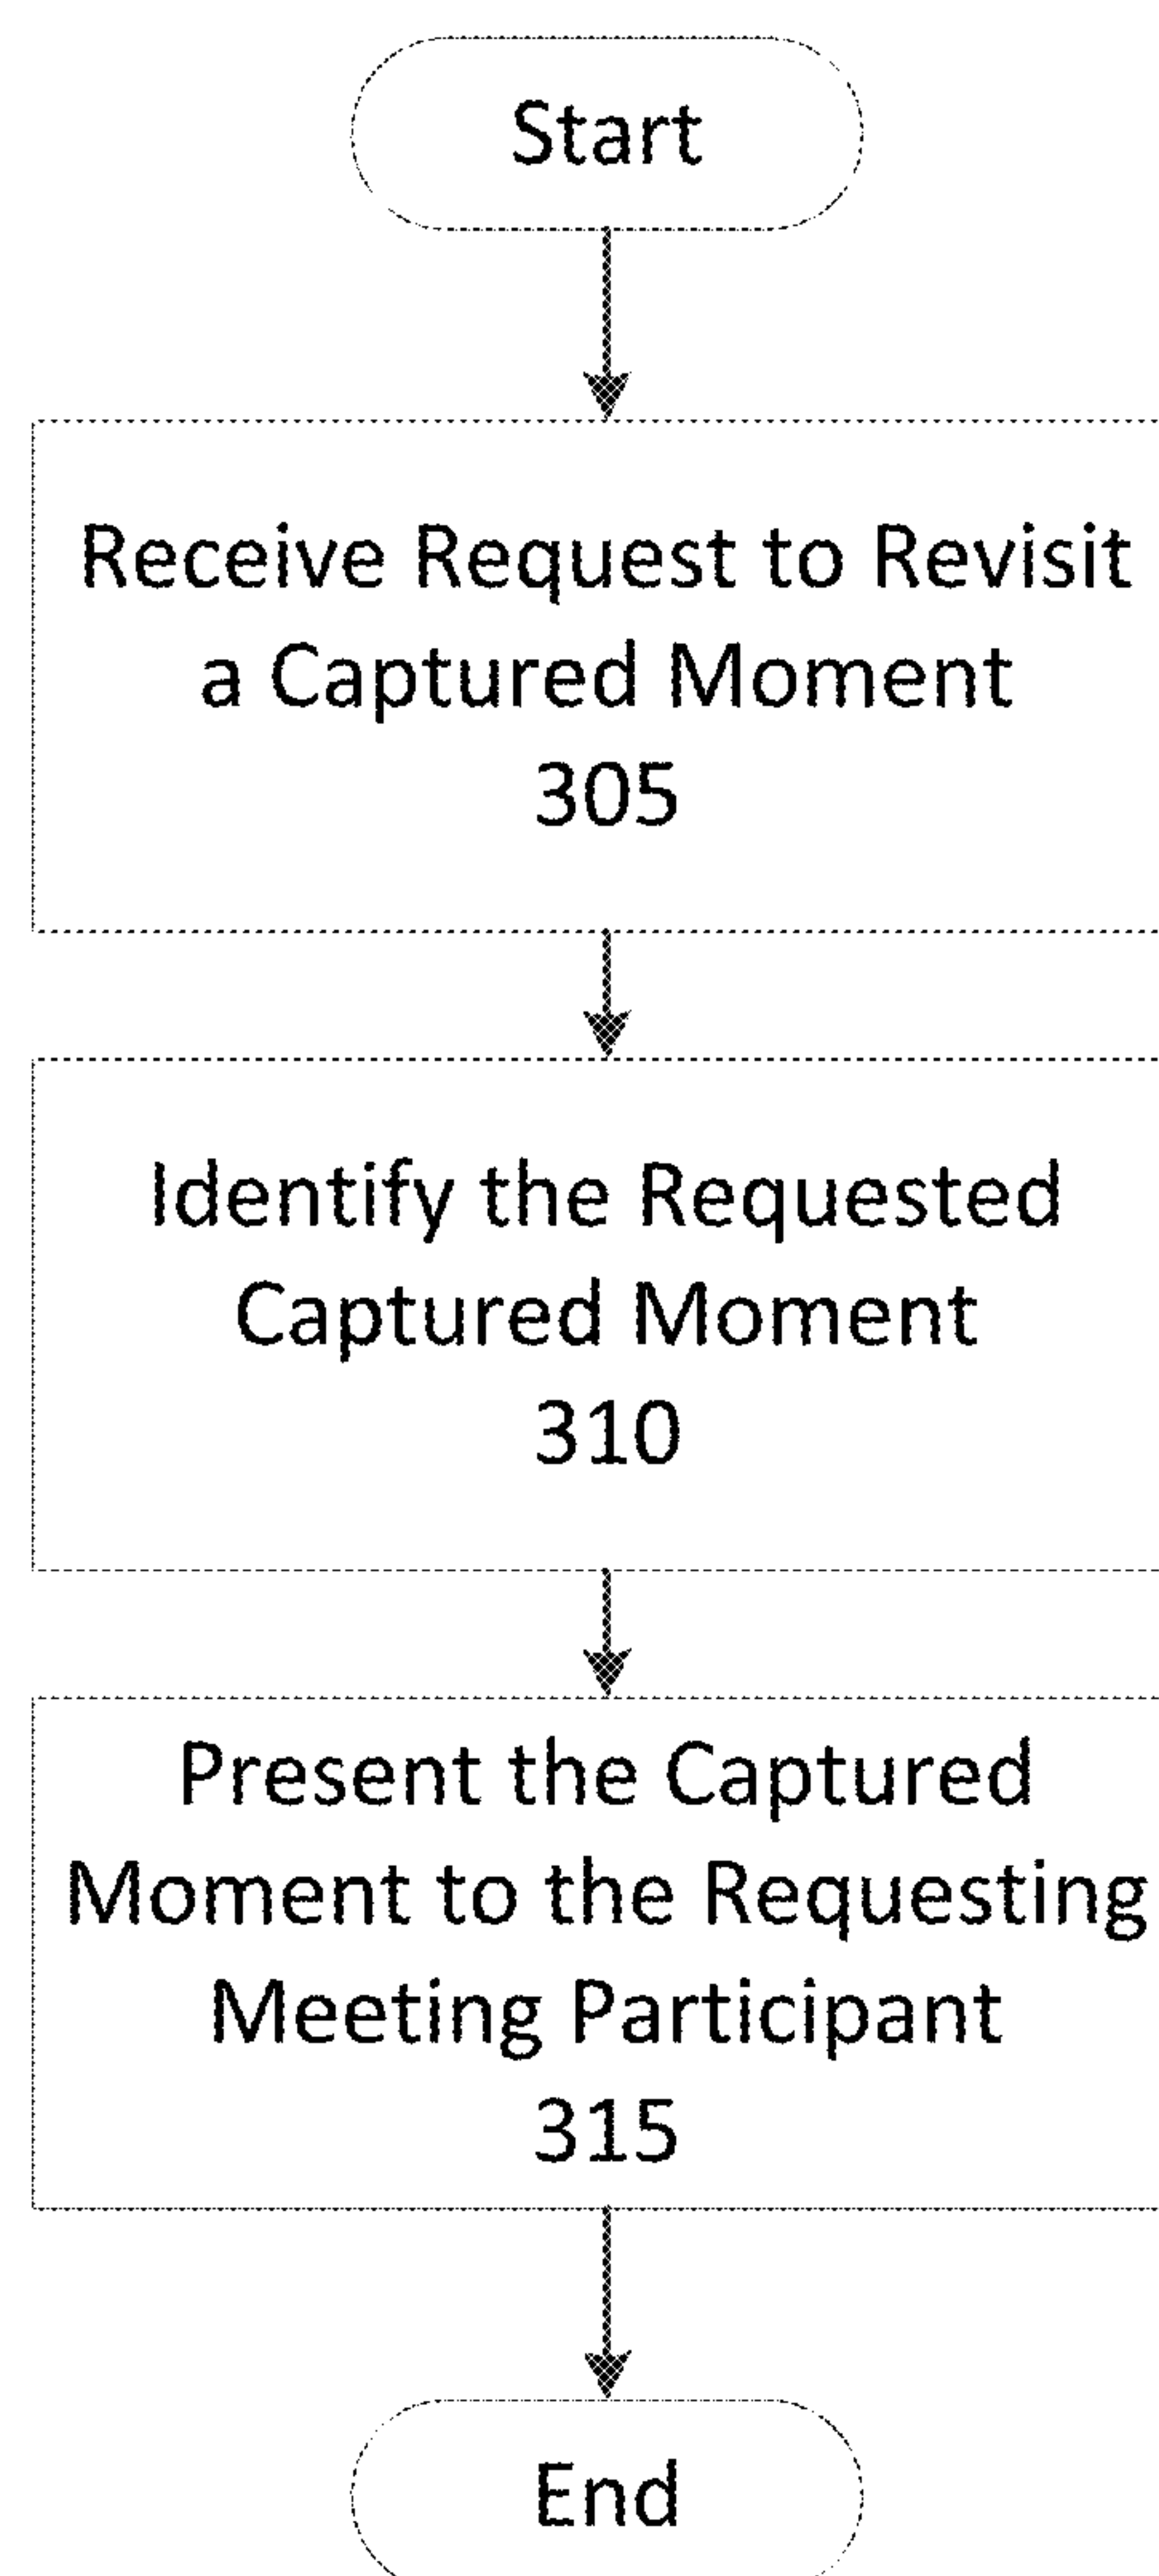 Start
Receive Request to Revisit
a Captured Moment
305
Identify the Requested
Captured Moment
310
Present the Captured
Moment to the Requesting
Meeting Participant
315
End